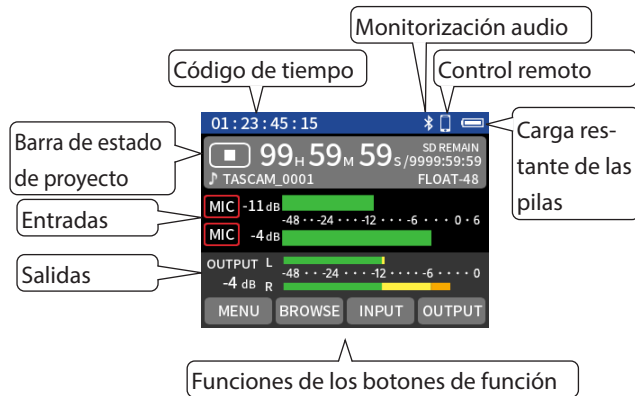 Monitorización audio
Código de tiempo
Control remoto
Barra de estado
de proyecto
Carga res-
tante de las
pilas
Entradas
Salidas
01:23:45:15
99H 59M 59S/9999:59:59
SD REMAIN
TASCAM_0001
FLOAT-48
MIC -11 dB
-48 · · -24 · · · · -12 · · · · -6 · · · 0 · 6
MIC -4 dB
OUTPUT L
-48 · · -24 · · · · -12 · · · · -6 · · · · 0
-4 dB R
MENU BROWSE INPUT OUTPUT
Funciones de los botones de función